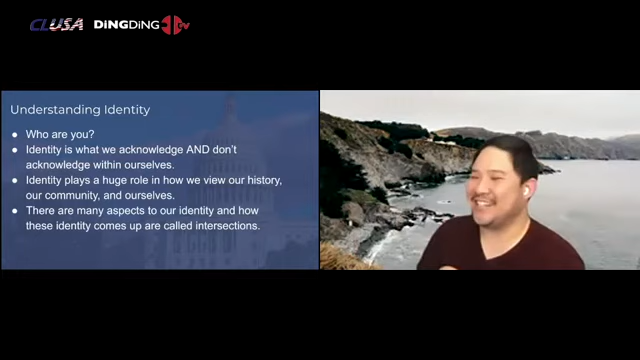 CLUSA DiNGDiNG TV
Understanding Identity
● Who are you?
● Identity is what we acknowledge AND don't
acknowledge within ourselves.
● Identity plays a huge role in how we view our history,
our community, and ourselves.
● There are many aspects to our identity and how
these identity comes up are called intersections.